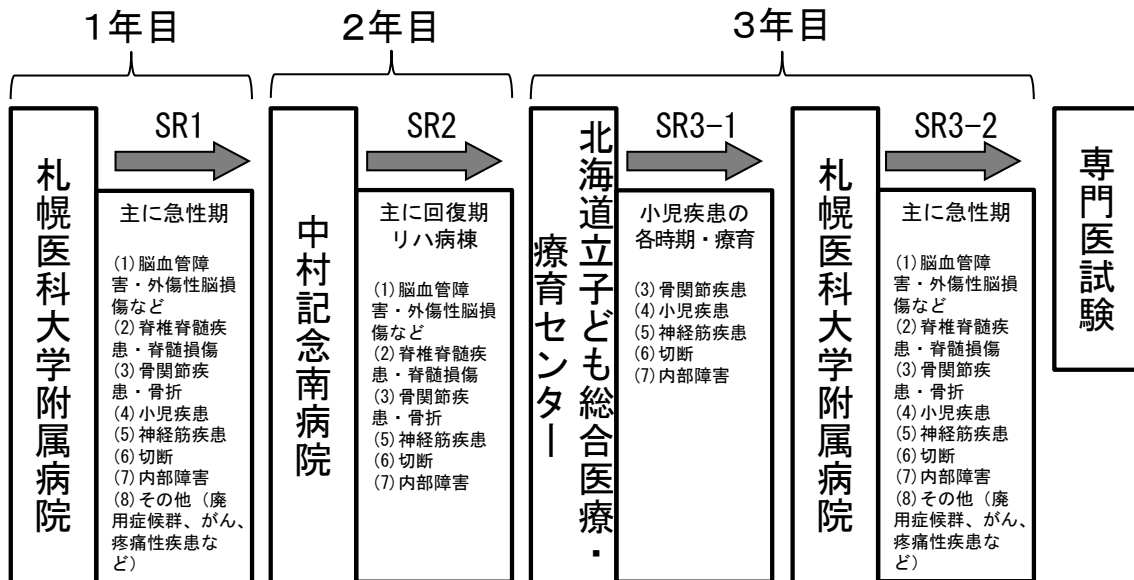 1年目
2年目
3年目
札幌医科大学附属病院
SR1
主に急性期
(1)脳血管障
害・外傷性脳損
傷など
(2)脊椎脊髄疾
患・脊髄損傷
(3)骨関節疾
患・骨折
(4)小児疾患
(5)神経筋疾患
(6)切断
(7)内部障害
(8)その他（廃
用症候群、がん、
疼痛性疾患な
ど）
中村記念南病院
SR2
主に回復期
リハ病棟
(1)脳血管障
害・外傷性脳損
傷など
(2)脊椎脊髄疾
患・脊髄損傷
(3)骨関節疾
患・骨折
(5)神経筋疾患
(6)切断
(7)内部障害
北海道立子ども総合医療・
療育センター
SR3-1
小児疾患の
各時期・療育
(3)骨関節疾患
(4)小児疾患
(5)神経筋疾患
(6)切断
(7)内部障害
札幌医科大学附属病院
SR3-2
主に急性期
(1)脳血管障
害・外傷性脳損
傷など
(2)脊椎脊髄疾
患・脊髄損傷
(3)骨関節疾
患・骨折
(4)小児疾患
(5)神経筋疾患
(6)切断
(7)内部障害
(8)その他（廃
用症候群、がん、
疼痛性疾患な
ど）
専門医試験